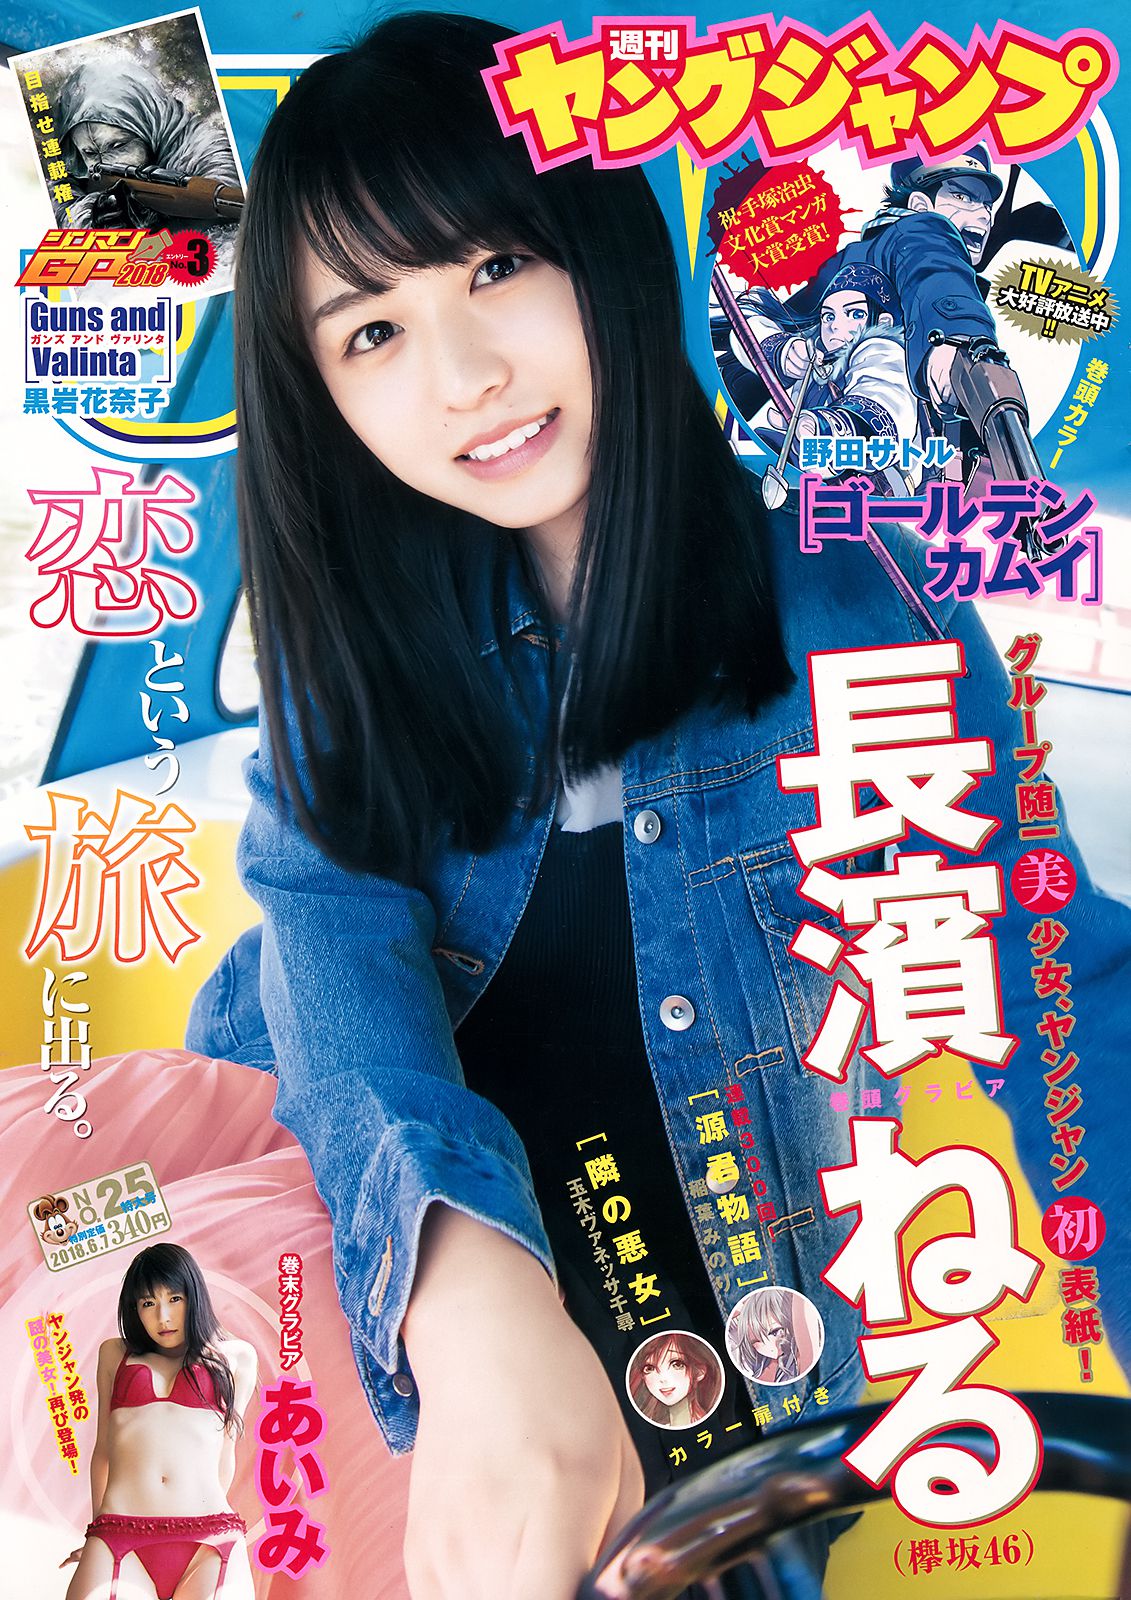 週刊
ヤングジャンプ
目指せ連載権!
ジンマン
GP
2018
エントリー
No.3
[Guns and
ガンズ アンド ヴァリンタ
Valinta]
黒岩花奈子
祝・手塚治虫
文化賞マンガ
大賞受賞!
TVアニメ
大好評放送中
!!
巻頭カラー
野田サトル
[ゴールデン
カムイ]
恋という旅に出る。
グループ随一美少女、ヤンジャン初表紙!
長濱ねる
巻頭グラビア
(欅坂46)
連載300回!
[源君物語]
稲葉みのり
[隣の悪女]
玉木ヴァネッサ千尋
カラー扉付き
NO.25
特大号
特別定価
340円
2018.6.7
巻末グラビア
あいみ
ヤンジャン発の
謎の美女!再び登場!